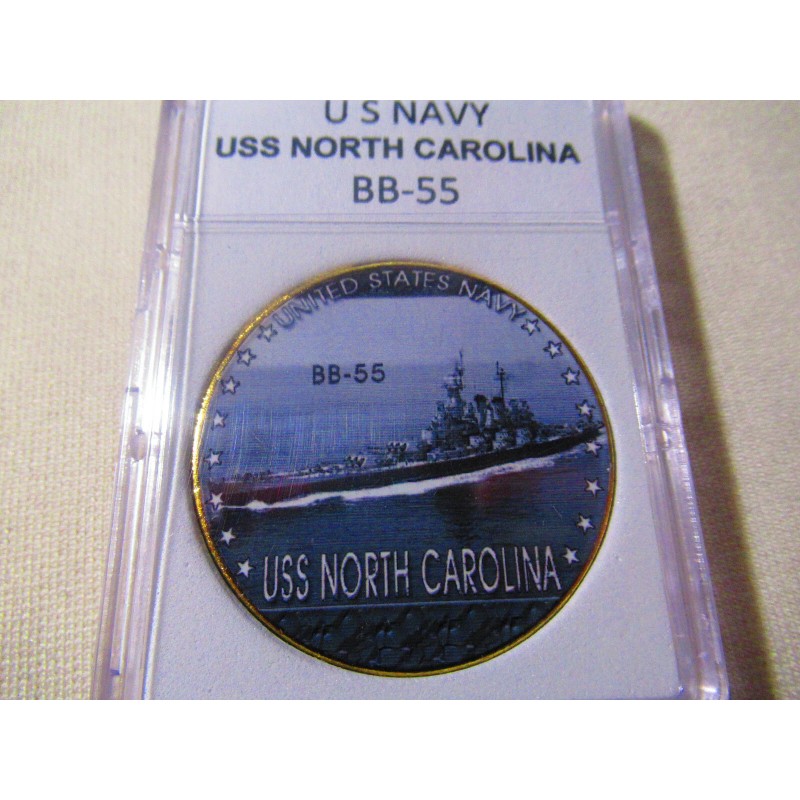 U S NAVY
USS NORTH CAROLINA
BB-55
UNITED STATES NAVY
BB-55
USS NORTH CAROLINA